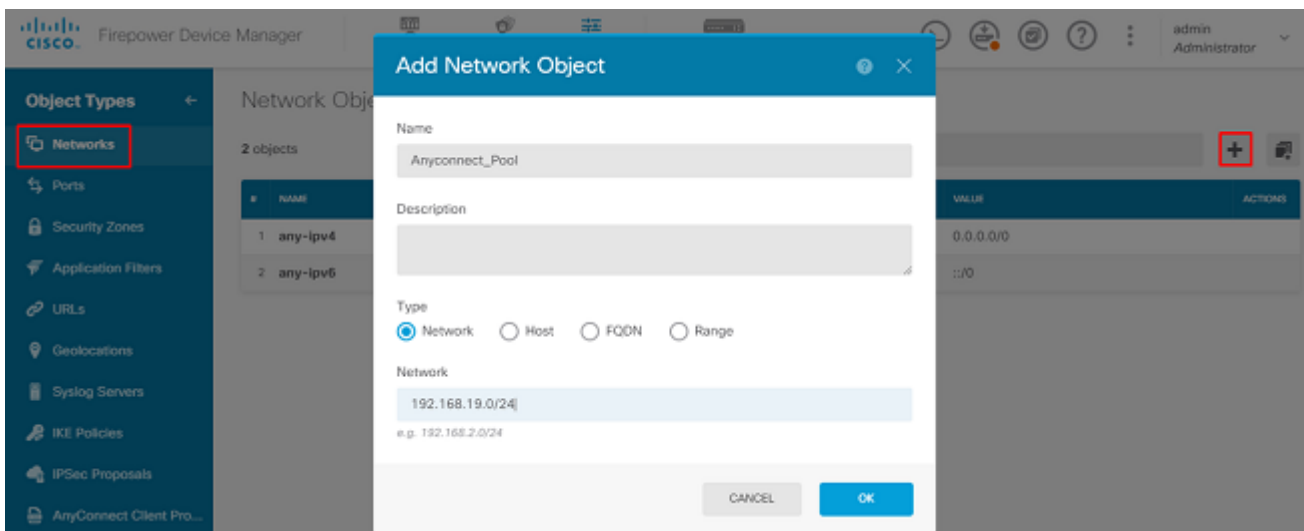 CISCO. Firepower Device Manager
admin
Administrator
Object Types ←
Networks
Ports
Security Zones
Application Filters
URLs
Geolocations
Syslog Servers
IKE Policies
IPSec Proposals
AnyConnect Client Pro...
Network Obje
2 objects
# NAME VALUE ACTIONS
1 any-ipv4 0.0.0.0/0
2 any-ipv6 ::/0
Add Network Object
Name
Anyconnect_Pool
Description
Type
Network Host FQDN Range
Network
192.168.19.0/24
e.g. 192.168.2.0/24
CANCEL OK